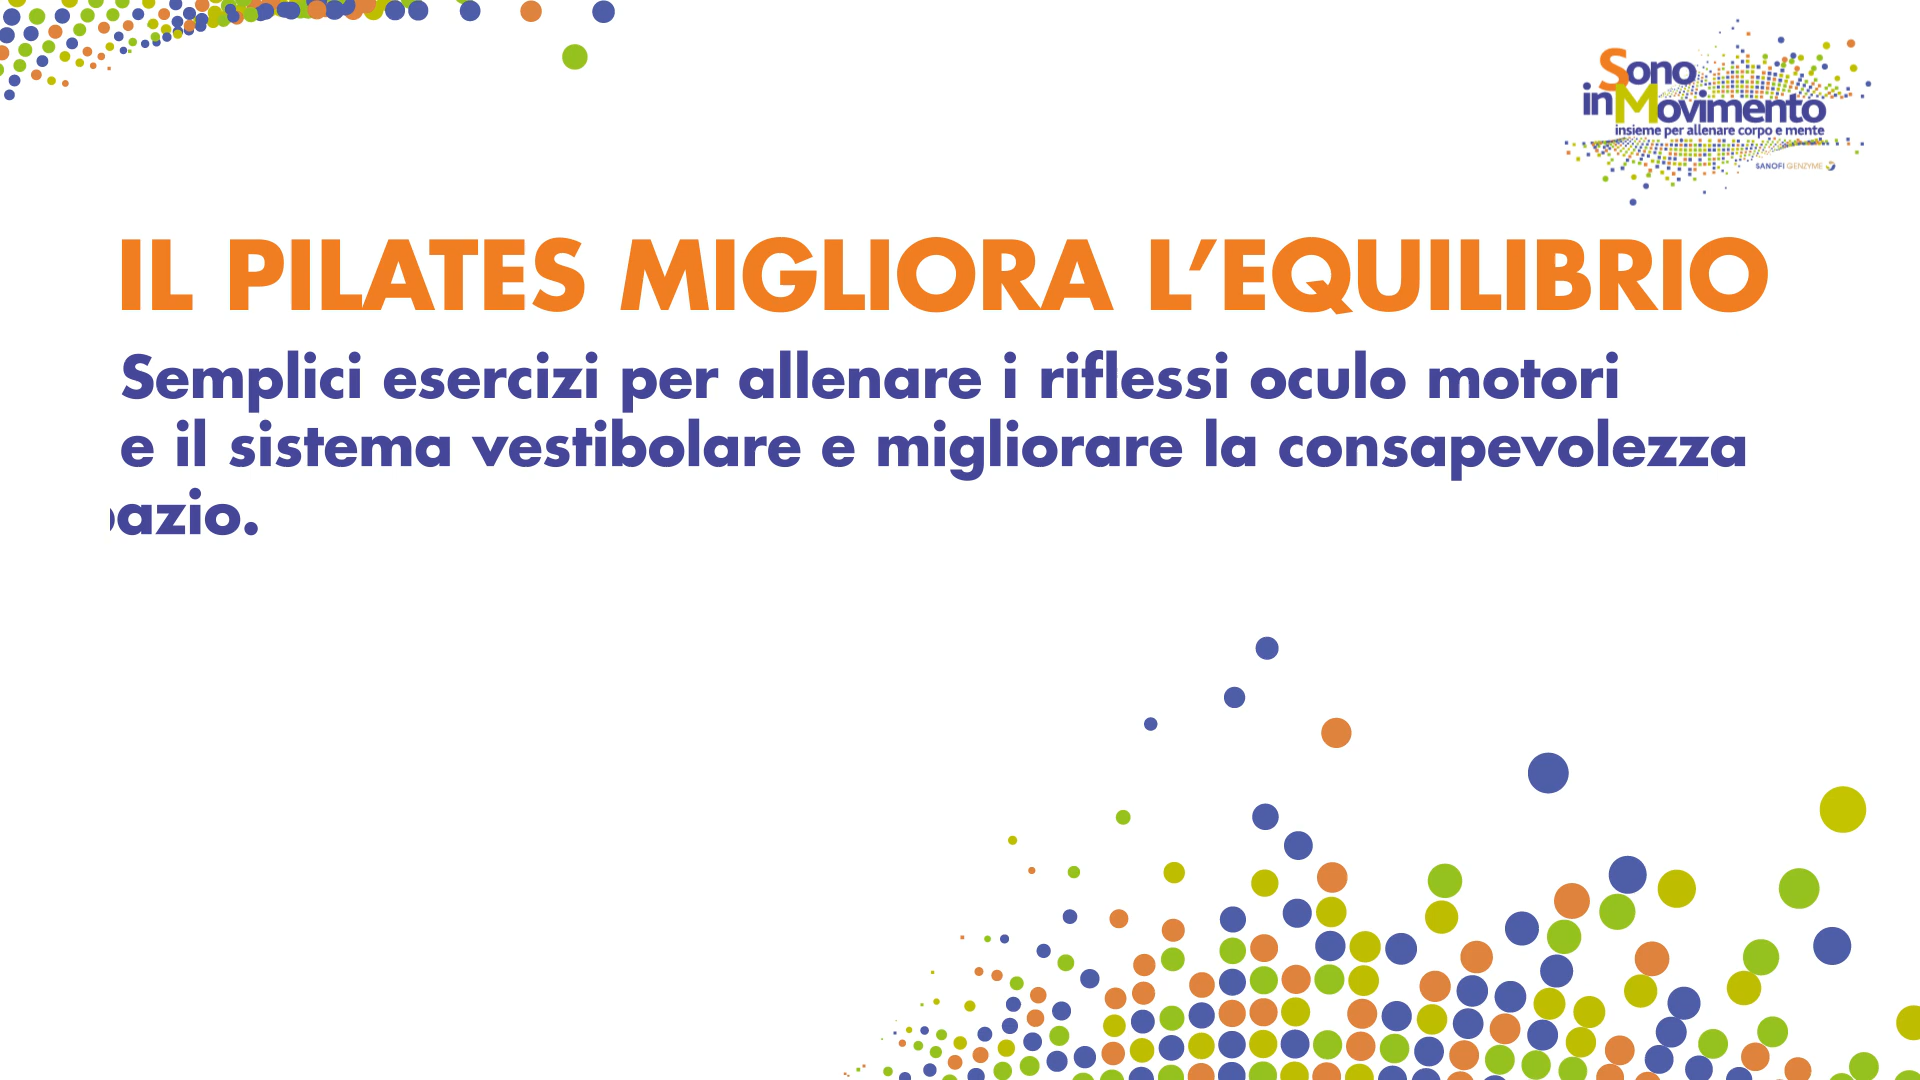 Sono
in Movimento
insieme per allenare corpo e mente
SANOFI GENZYME
IL PILATES MIGLIORA L’EQUILIBRIO
Semplici esercizi per allenare i riflessi oculo motori
e il sistema vestibolare e migliorare la consapevolezza
azio.